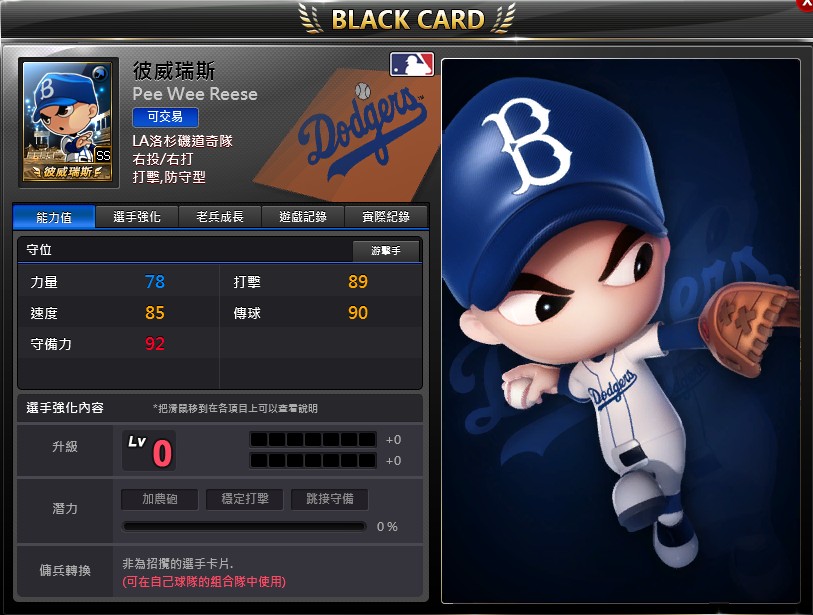 BLACK CARD
X
彼威瑞斯
Pee Wee Reese
可交易
LA洛杉磯道奇隊
右投/右打
打擊,防守型
B
SS
彼威瑞斯
Dodgers
能力值 選手強化 老兵成長 遊戲記錄 實際紀錄
守位 游擊手
力量 78 打擊 89
速度 85 傳球 90
守備力 92
選手強化內容 *把滑鼠移到在各項目上可以查看說明
升級 Lv 0 +0
+0
潛力 加農砲 穩定打擊 跳接守備
0 %
傭兵轉換 非為招攬的選手卡片.
(可在自己球隊的組合隊中使用)
B
Dodgers